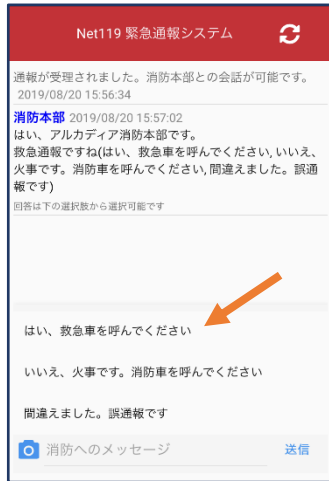 Net119 緊急通報システム
通報が受理されました。消防本部との会話が可能です。
2019/08/20 15:56:34
消防本部 2019/08/20 15:57:02
はい、アルカディア消防本部です。
救急通報ですね(はい、救急車を呼んでください, いいえ、
火事です。消防車を呼んでください, 間違えました。誤通
報です)
回答は下の選択肢から選択可能です
はい、救急車を呼んでください
いいえ、火事です。消防車を呼んでください
間違えました。誤通報です
消防へのメッセージ
送信